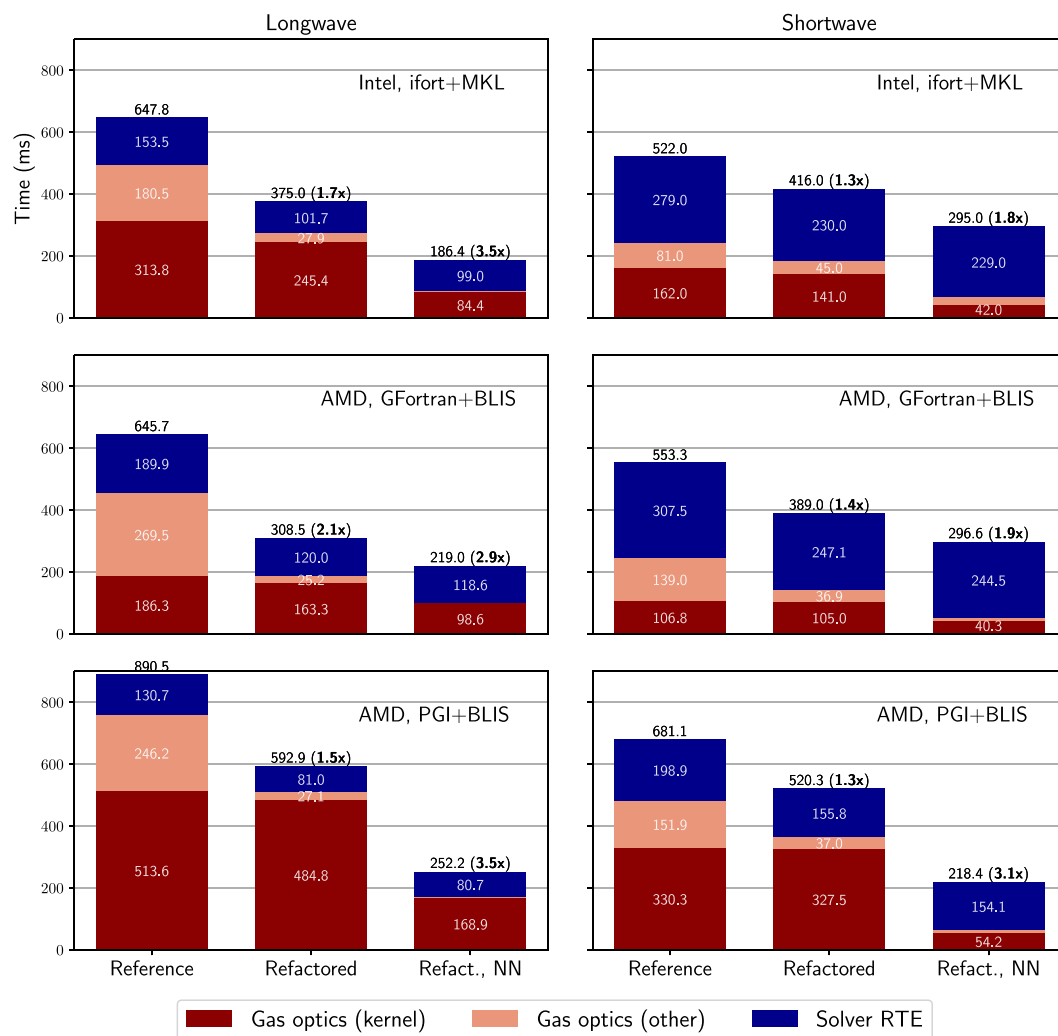 Longwave
Shortwave
Time (ms)
800
600
400
200
0
Intel, ifort+MKL
647.8
153.5
180.5
313.8
375.0 (1.7x)
101.7
27.9
245.4
186.4 (3.5x)
99.0
84.4
Intel, ifort+MKL
522.0
279.0
81.0
162.0
416.0 (1.3x)
230.0
45.0
141.0
295.0 (1.8x)
229.0
42.0
800
600
400
200
0
AMD, GFortran+BLIS
645.7
189.9
269.5
186.3
308.5 (2.1x)
120.0
25.2
163.3
219.0 (2.9x)
118.6
98.6
AMD, GFortran+BLIS
553.3
307.5
139.0
106.8
389.0 (1.4x)
247.1
36.9
105.0
296.6 (1.9x)
244.5
40.3
800
600
400
200
0
AMD, PGI+BLIS
890.5
130.7
246.2
513.6
592.9 (1.5x)
81.0
27.1
484.8
252.2 (3.5x)
80.7
168.9
AMD, PGI+BLIS
681.1
198.9
151.9
330.3
520.3 (1.3x)
155.8
37.0
327.5
218.4 (3.1x)
154.1
54.2
Reference
Refactored
Refact., NN
Reference
Refactored
Refact., NN
Gas optics (kernel)
Gas optics (other)
Solver RTE